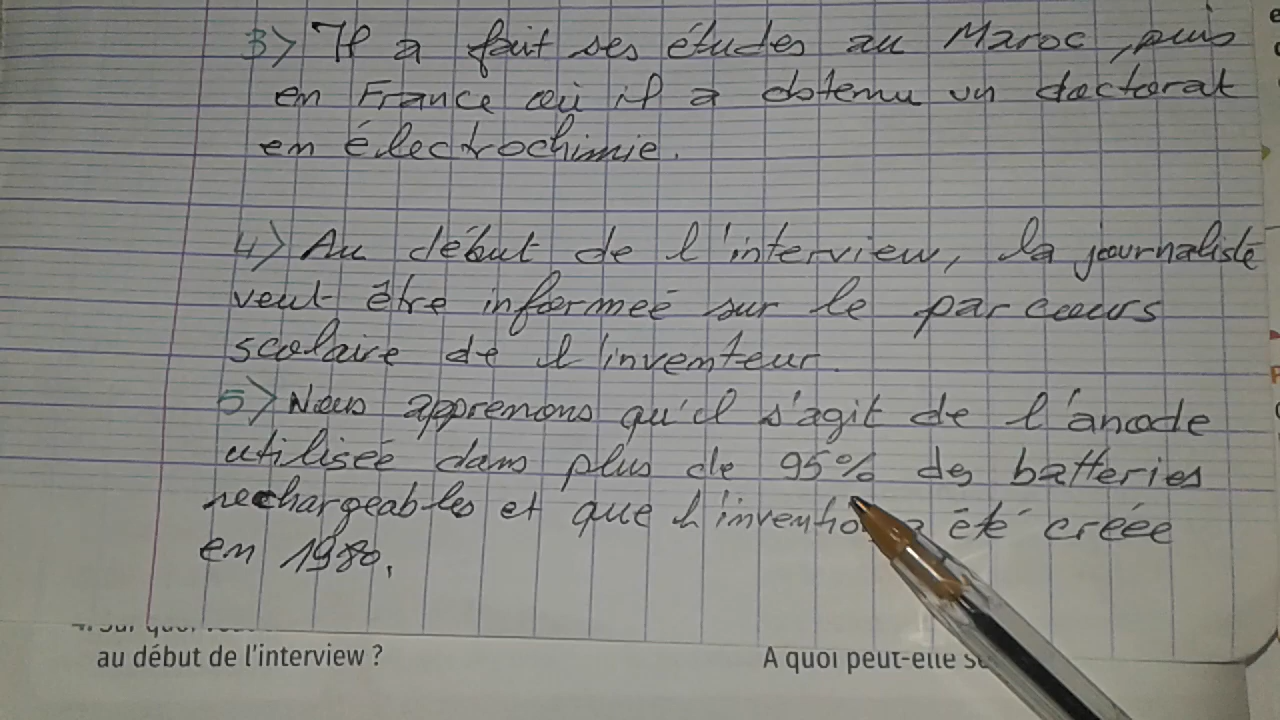 3) Il a fait ses études au Maroc, puis
en France où il a obtenu un doctorat
en électrochimie.
4) Au début de l'interview, la journaliste
veut être informeé sur le parcours
scolaire de l'inventeur.
5) Nous apprenons qu'il s'agit de l'anode
utilisée dans plus de 95% des batteries
rechargeables et que l'invention a été créée
en 1980.
au début de l'interview ?
A quoi peut-elle